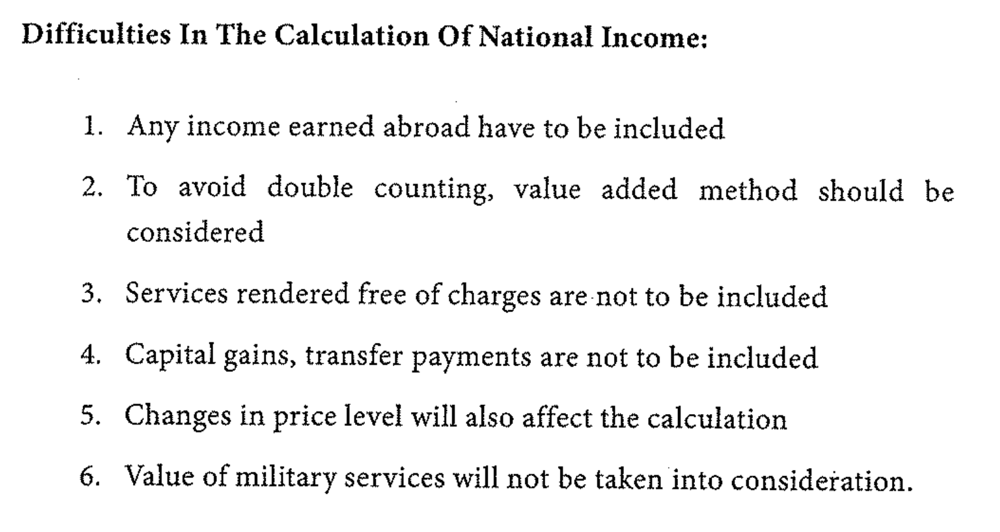 Difficulties In The Calculation Of National Income:
1. Any income earned abroad have to be included
2. To avoid double counting, value added method should be
considered
3. Services rendered free of charges are not to be included
4. Capital gains, transfer payments are not to be included
5. Changes in price level will also affect the calculation
6. Value of military services will not be taken into consideration.